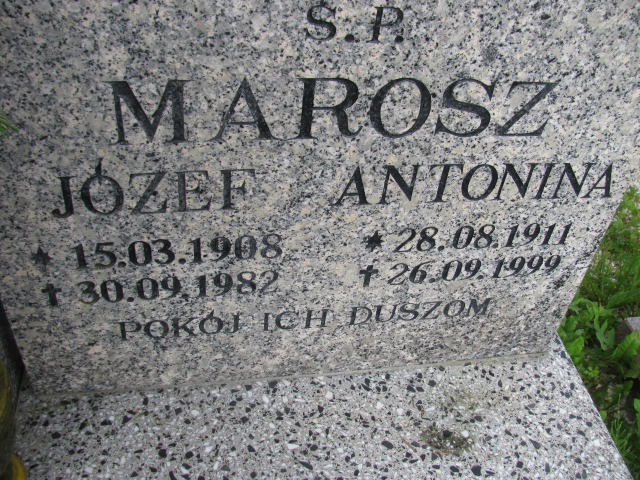 Ś.P.
MAROSZ
JÓZEF ANTONINA
* 15.03.1908 * 28.08.1911
✝ 30.09.1982 ✝ 26.09.1999
POKÓJ ICH DUSZOM